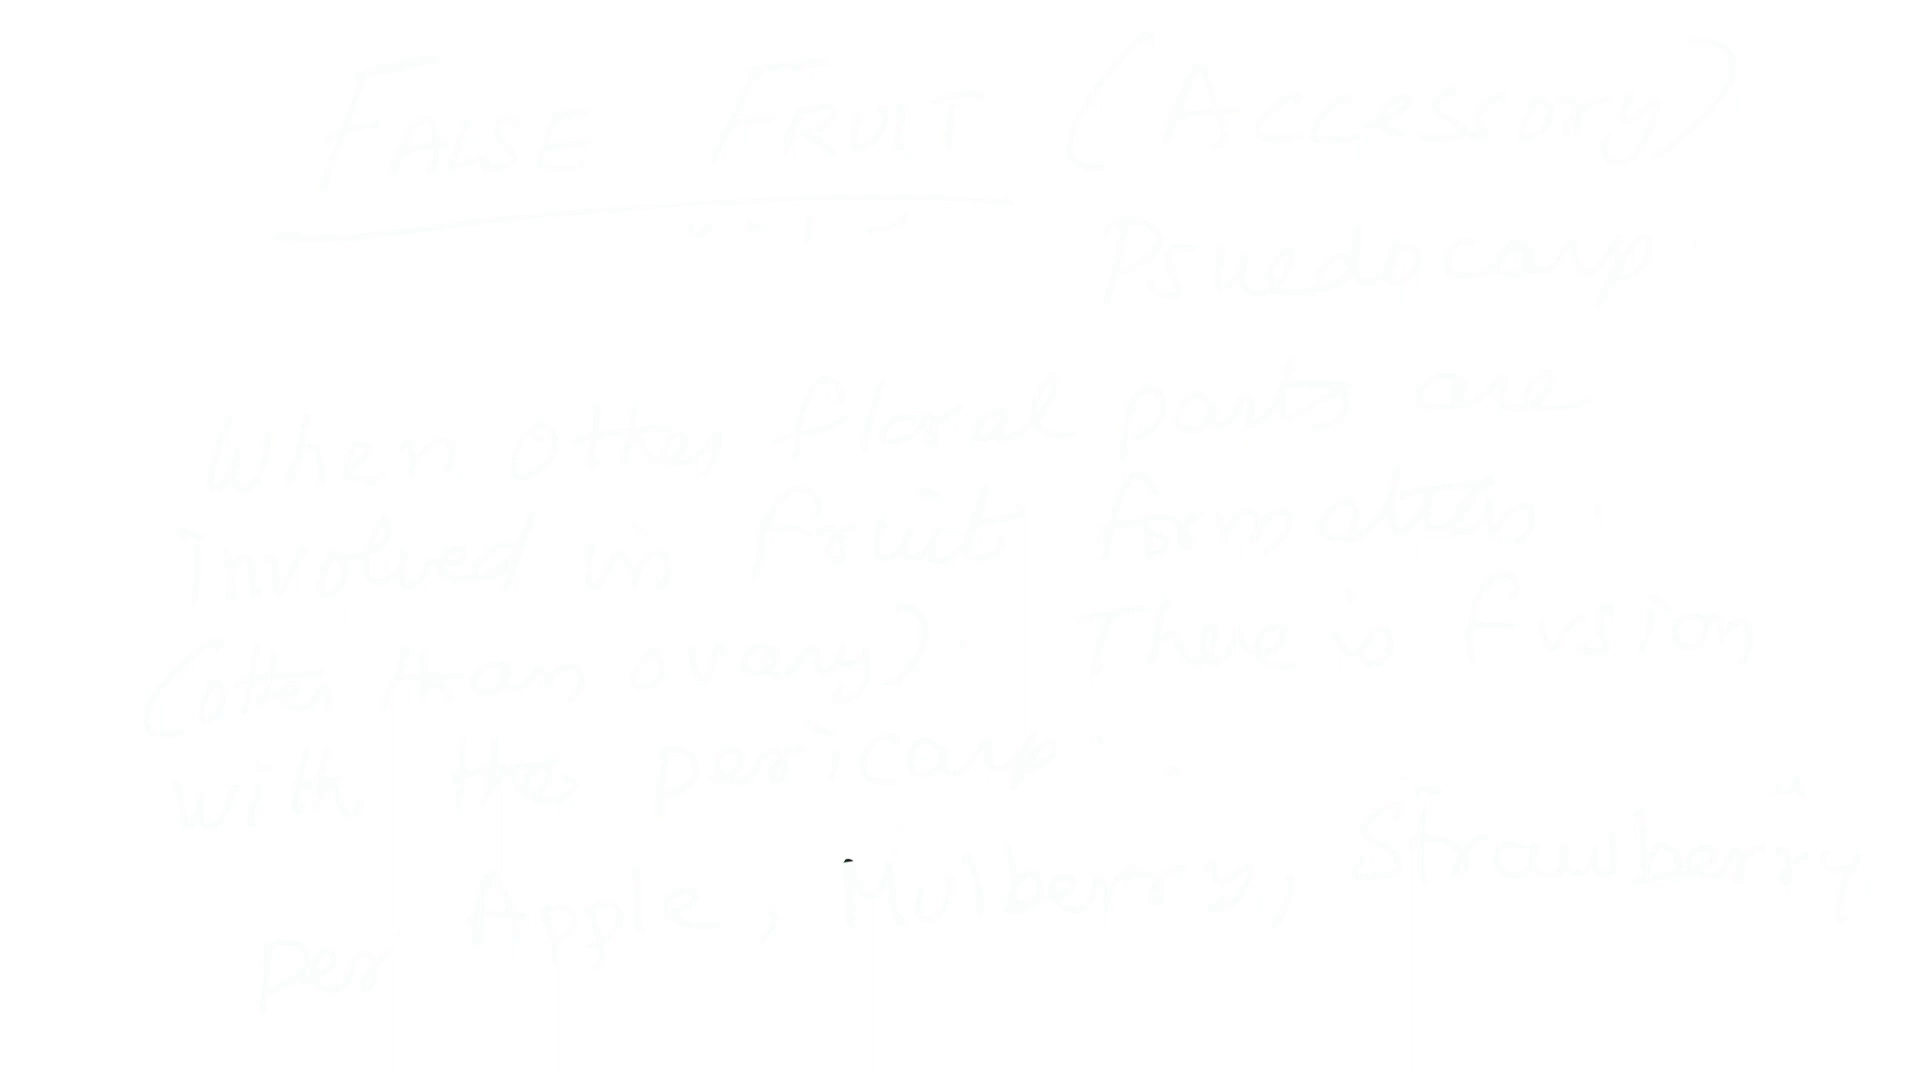 FALSE FRUIT (Accessory)
Psuedocarp.
When other floral parts are
involved in fruit formation.
(other than ovary). There is fusion
with the pericarp.
Apple, Mulberry, Strawberry
per